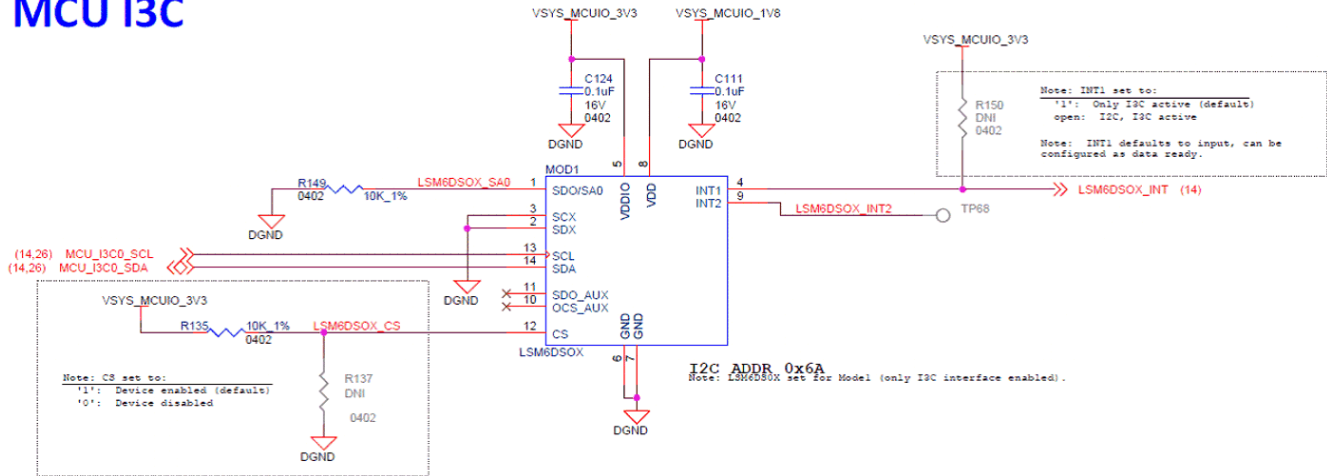 MCU I3C
VSYS_MCUIO_3V3
VSYS_MCUIO_1V8
VSYS_MCUIO_3V3
C124
0.1uF
16V
0402
DGND
C111
0.1uF
16V
0402
DGND
R150
DNI
0402
Note: INT1 set to:
'1': Only I3C active (default)
open: I2C, I3C active
Note: INT1 defaults to input, can be
configured as data ready.
MOD1
5
8
VDDIO
VDD
R149
0402
10K_1%
LSM6DSOX_SA0
1
SDO/SA0
DGND
3
SCX
2
SDX
(14,26) MCU_I3C0_SCL
13
SCL
(14,26) MCU_I3C0_SDA
14
SDA
DGND
11
SDO_AUX
10
OCS_AUX
INT1
4
INT2
9
LSM6DSOX_INT (14)
LSM6DSOX_INT2
TP68
VSYS_MCUIO_3V3
R135
10K_1%
0402
LSM6DSOX_CS
12
CS
GND
GND
6
7
LSM6DSOX
DGND
I2C ADDR 0x6A
Note: LSM6DSOX set for Mode1 (only I3C interface enabled).
Note: CS set to:
'1': Device enabled (default)
'0': Device disabled
R137
DNI
0402
DGND